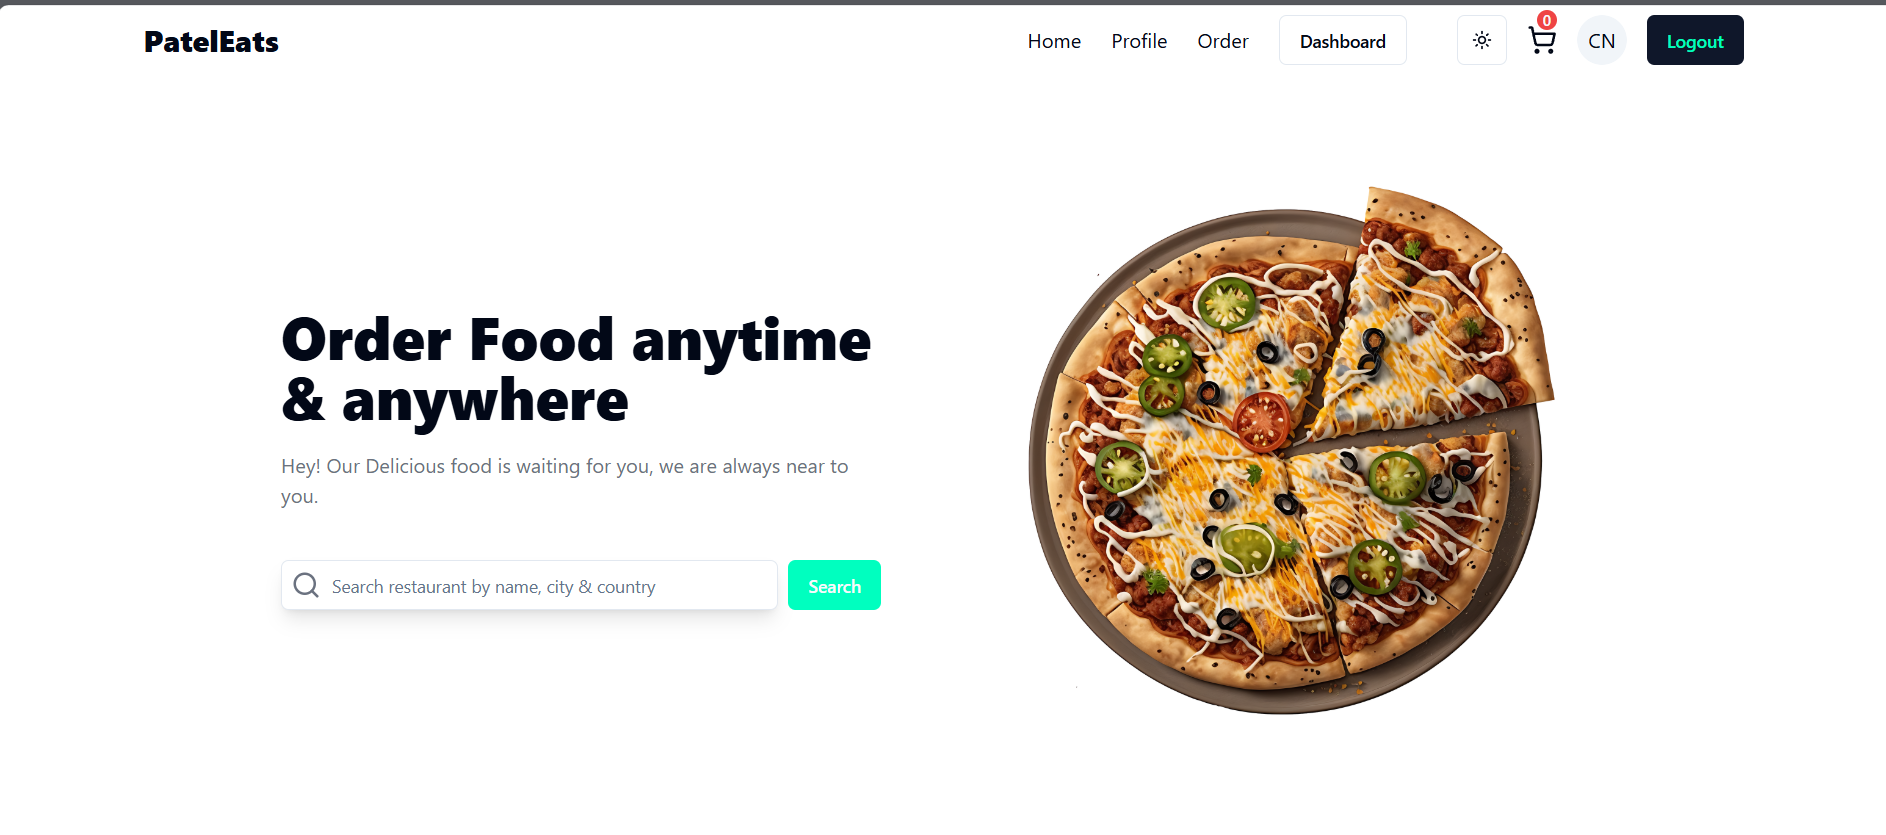 PatelEats
Home Profile Order Dashboard 0 CN Logout
Order Food anytime
& anywhere
Hey! Our Delicious food is waiting for you, we are always near to
you.
Search restaurant by name, city & country Search